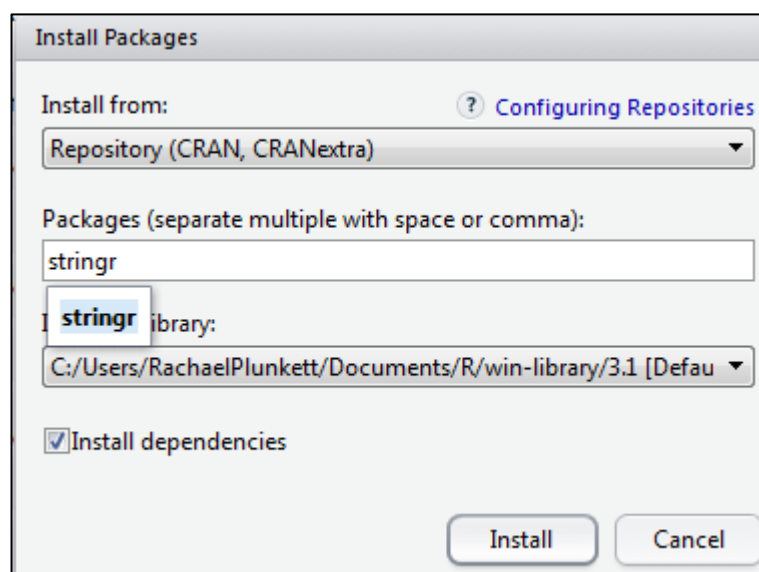 Install Packages
Install from:
? Configuring Repositories
Repository (CRAN, CRANextra)
Packages (separate multiple with space or comma):
stringr
stringr
I ibrary:
C:/Users/RachaelPlunkett/Documents/R/win-library/3.1 [Defau
Install dependencies
Install
Cancel